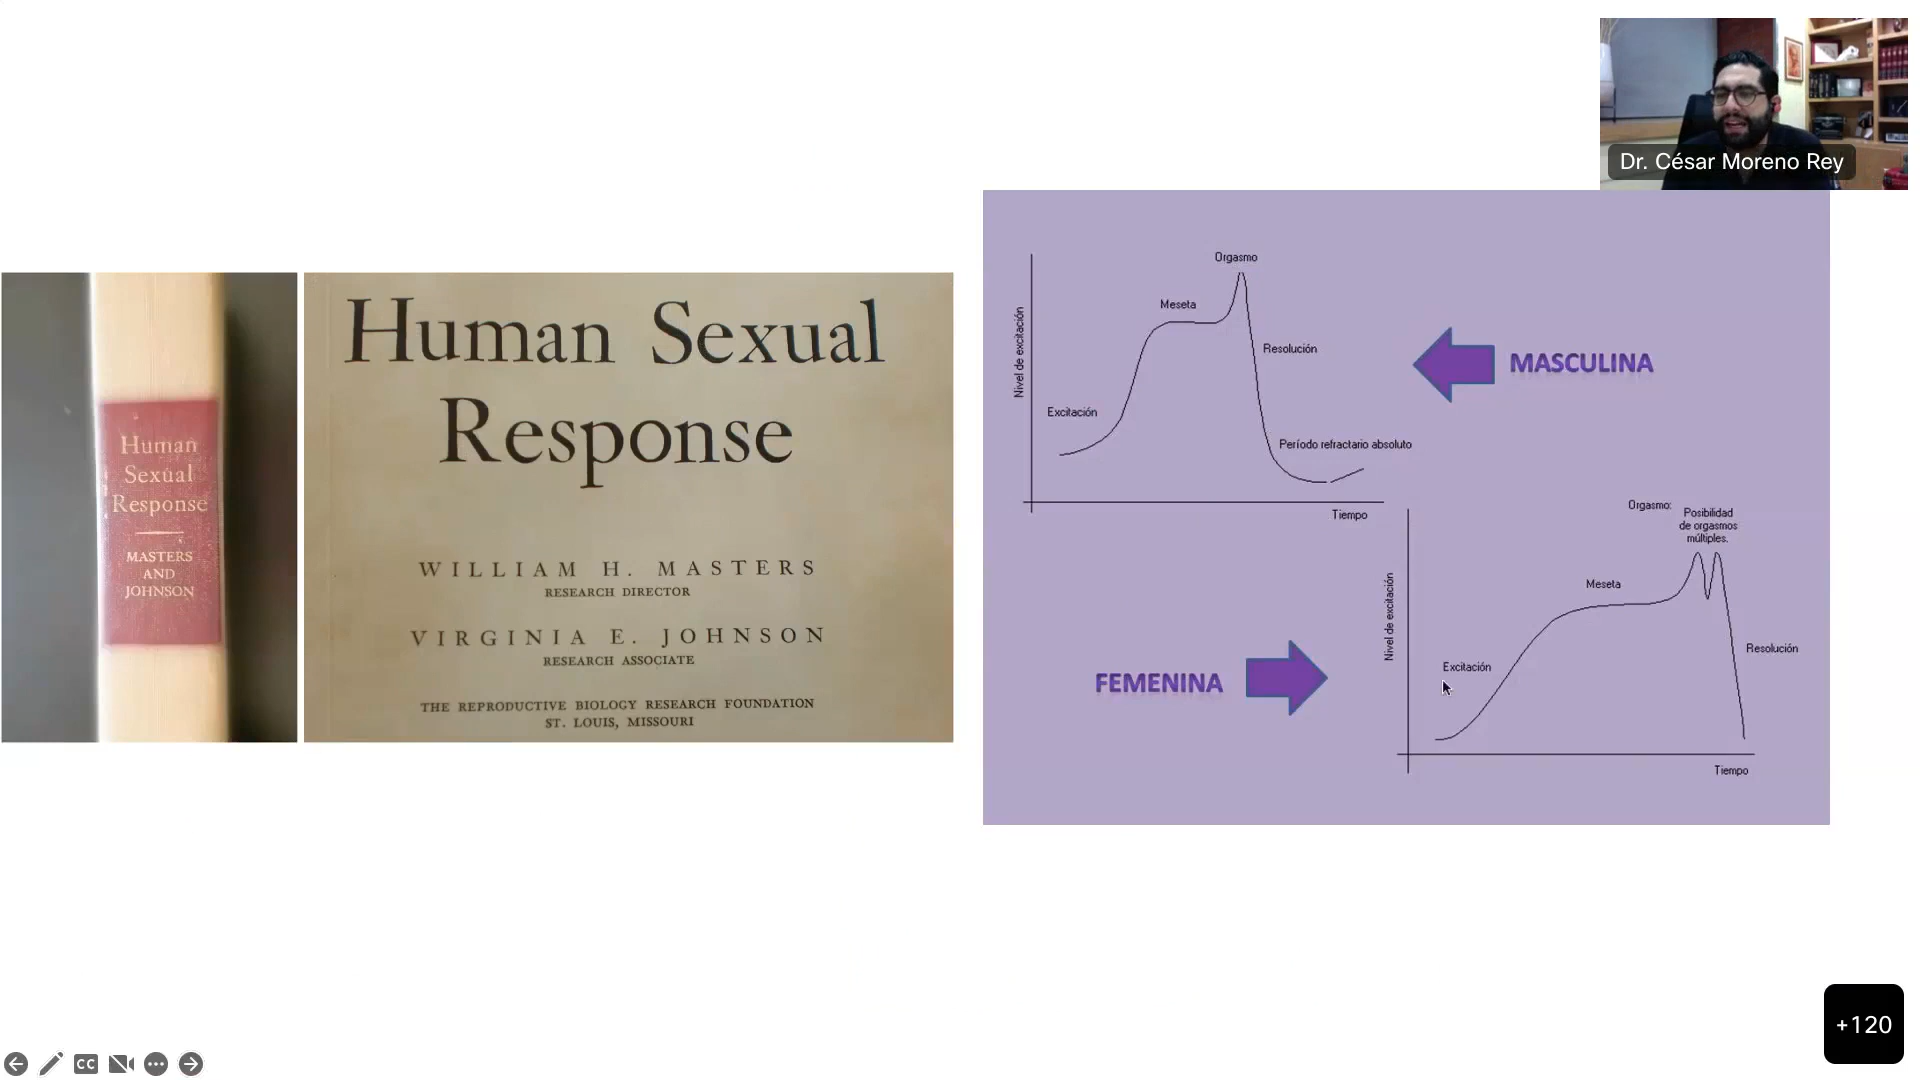 Dr. César Moreno Rey
Human
Sexual
Response
MASTERS
AND
JOHNSON
Human Sexual
Response
WILLIAM H. MASTERS
RESEARCH DIRECTOR
VIRGINIA E. JOHNSON
RESEARCH ASSOCIATE
THE REPRODUCTIVE BIOLOGY RESEARCH FOUNDATION
ST. LOUIS, MISSOURI
Orgasmo
Meseta
Nivel de excitación
Resolución
Excitación
Período refractario absoluto
Tiempo
MASCULINA
Orgasmo:
Posibilidad
de orgasmos
múltiples.
Meseta
Nivel de excitación
Resolución
Excitación
FEMENINA
Tiempo
+120
CC